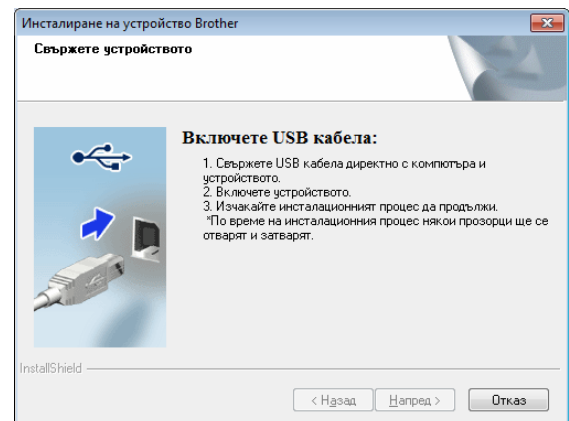 Инсталиране на устройство Brother
Свържете устройството
Включете USB кабела:
1. Свържете USB кабела директно с компютъра и
устройството.
2. Включете устройството.
3. Изчакайте инсталационният процес да продължи.
*По време на инсталационния процес някои прозорци ще се
отварят и затварят.
InstallShield
< Назад
Напред >
Отказ